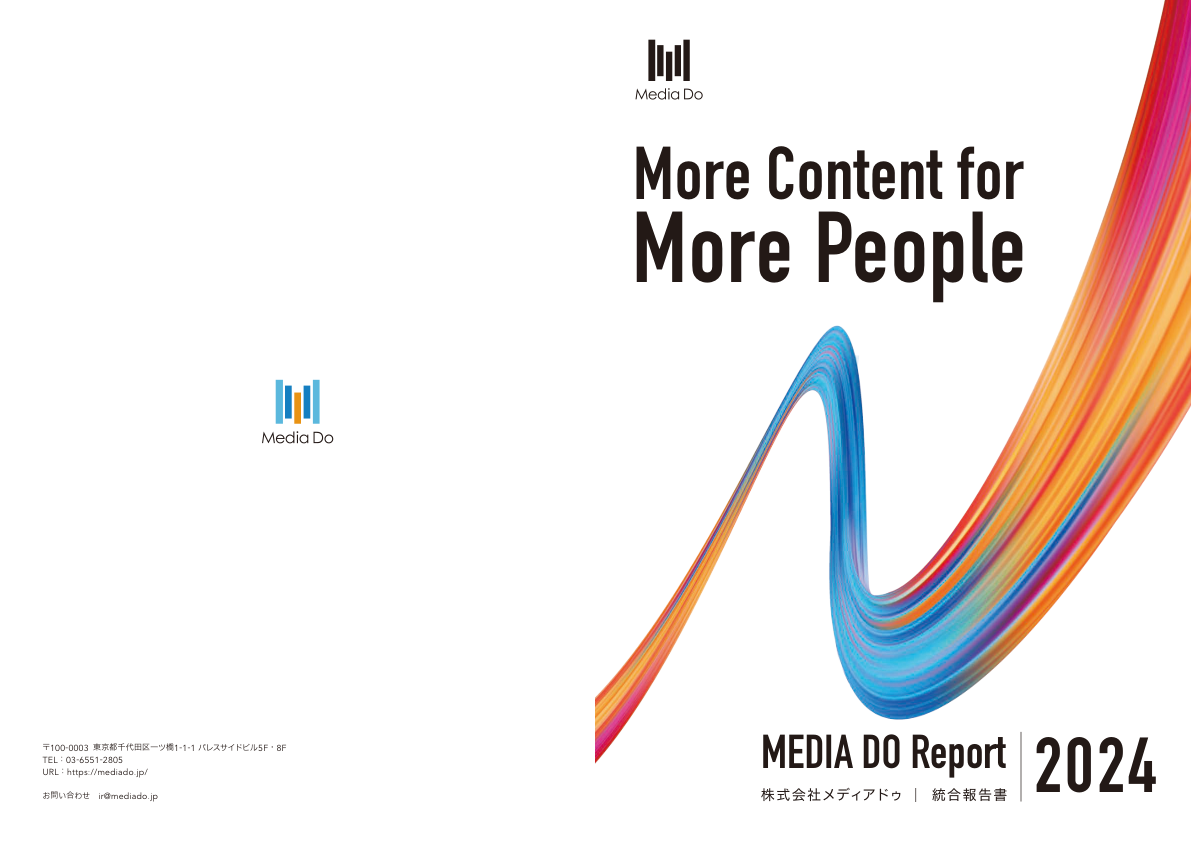 Media Do
〒100-0003 東京都千代田区一ツ橋1-1-1 パレスサイドビル5F・8F
TEL：03-6551-2805
URL：https://mediado.jp/
お問い合わせ ir@mediado.jp
Media Do
More Content for
More People
MEDIA DO Report
株式会社メディアドゥ | 統合報告書
2024